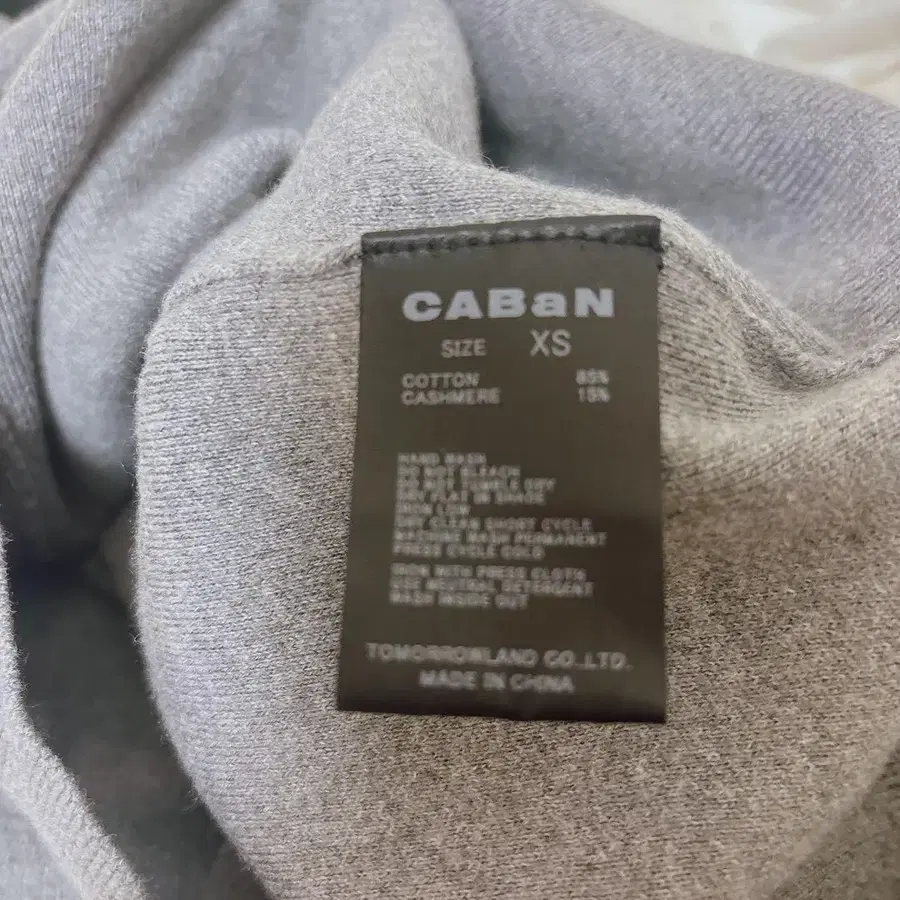 CABaN
SIZE XS
COTTON 85%
CASHMERE 15%
HAND WASH
DO NOT BLEACH
DO NOT TUMBLE DRY
DRY FLAT IN SHADE
IRON LOW
DRY CLEAN SHORT CYCLE
MACHINE WASH PERMANENT
PRESS CYCLE COLD
IRON WITH PRESS CLOTH
USE NEUTRAL DETERGENT
WASH INSIDE OUT
TOMORROWLAND CO.,LTD.
MADE IN CHINA